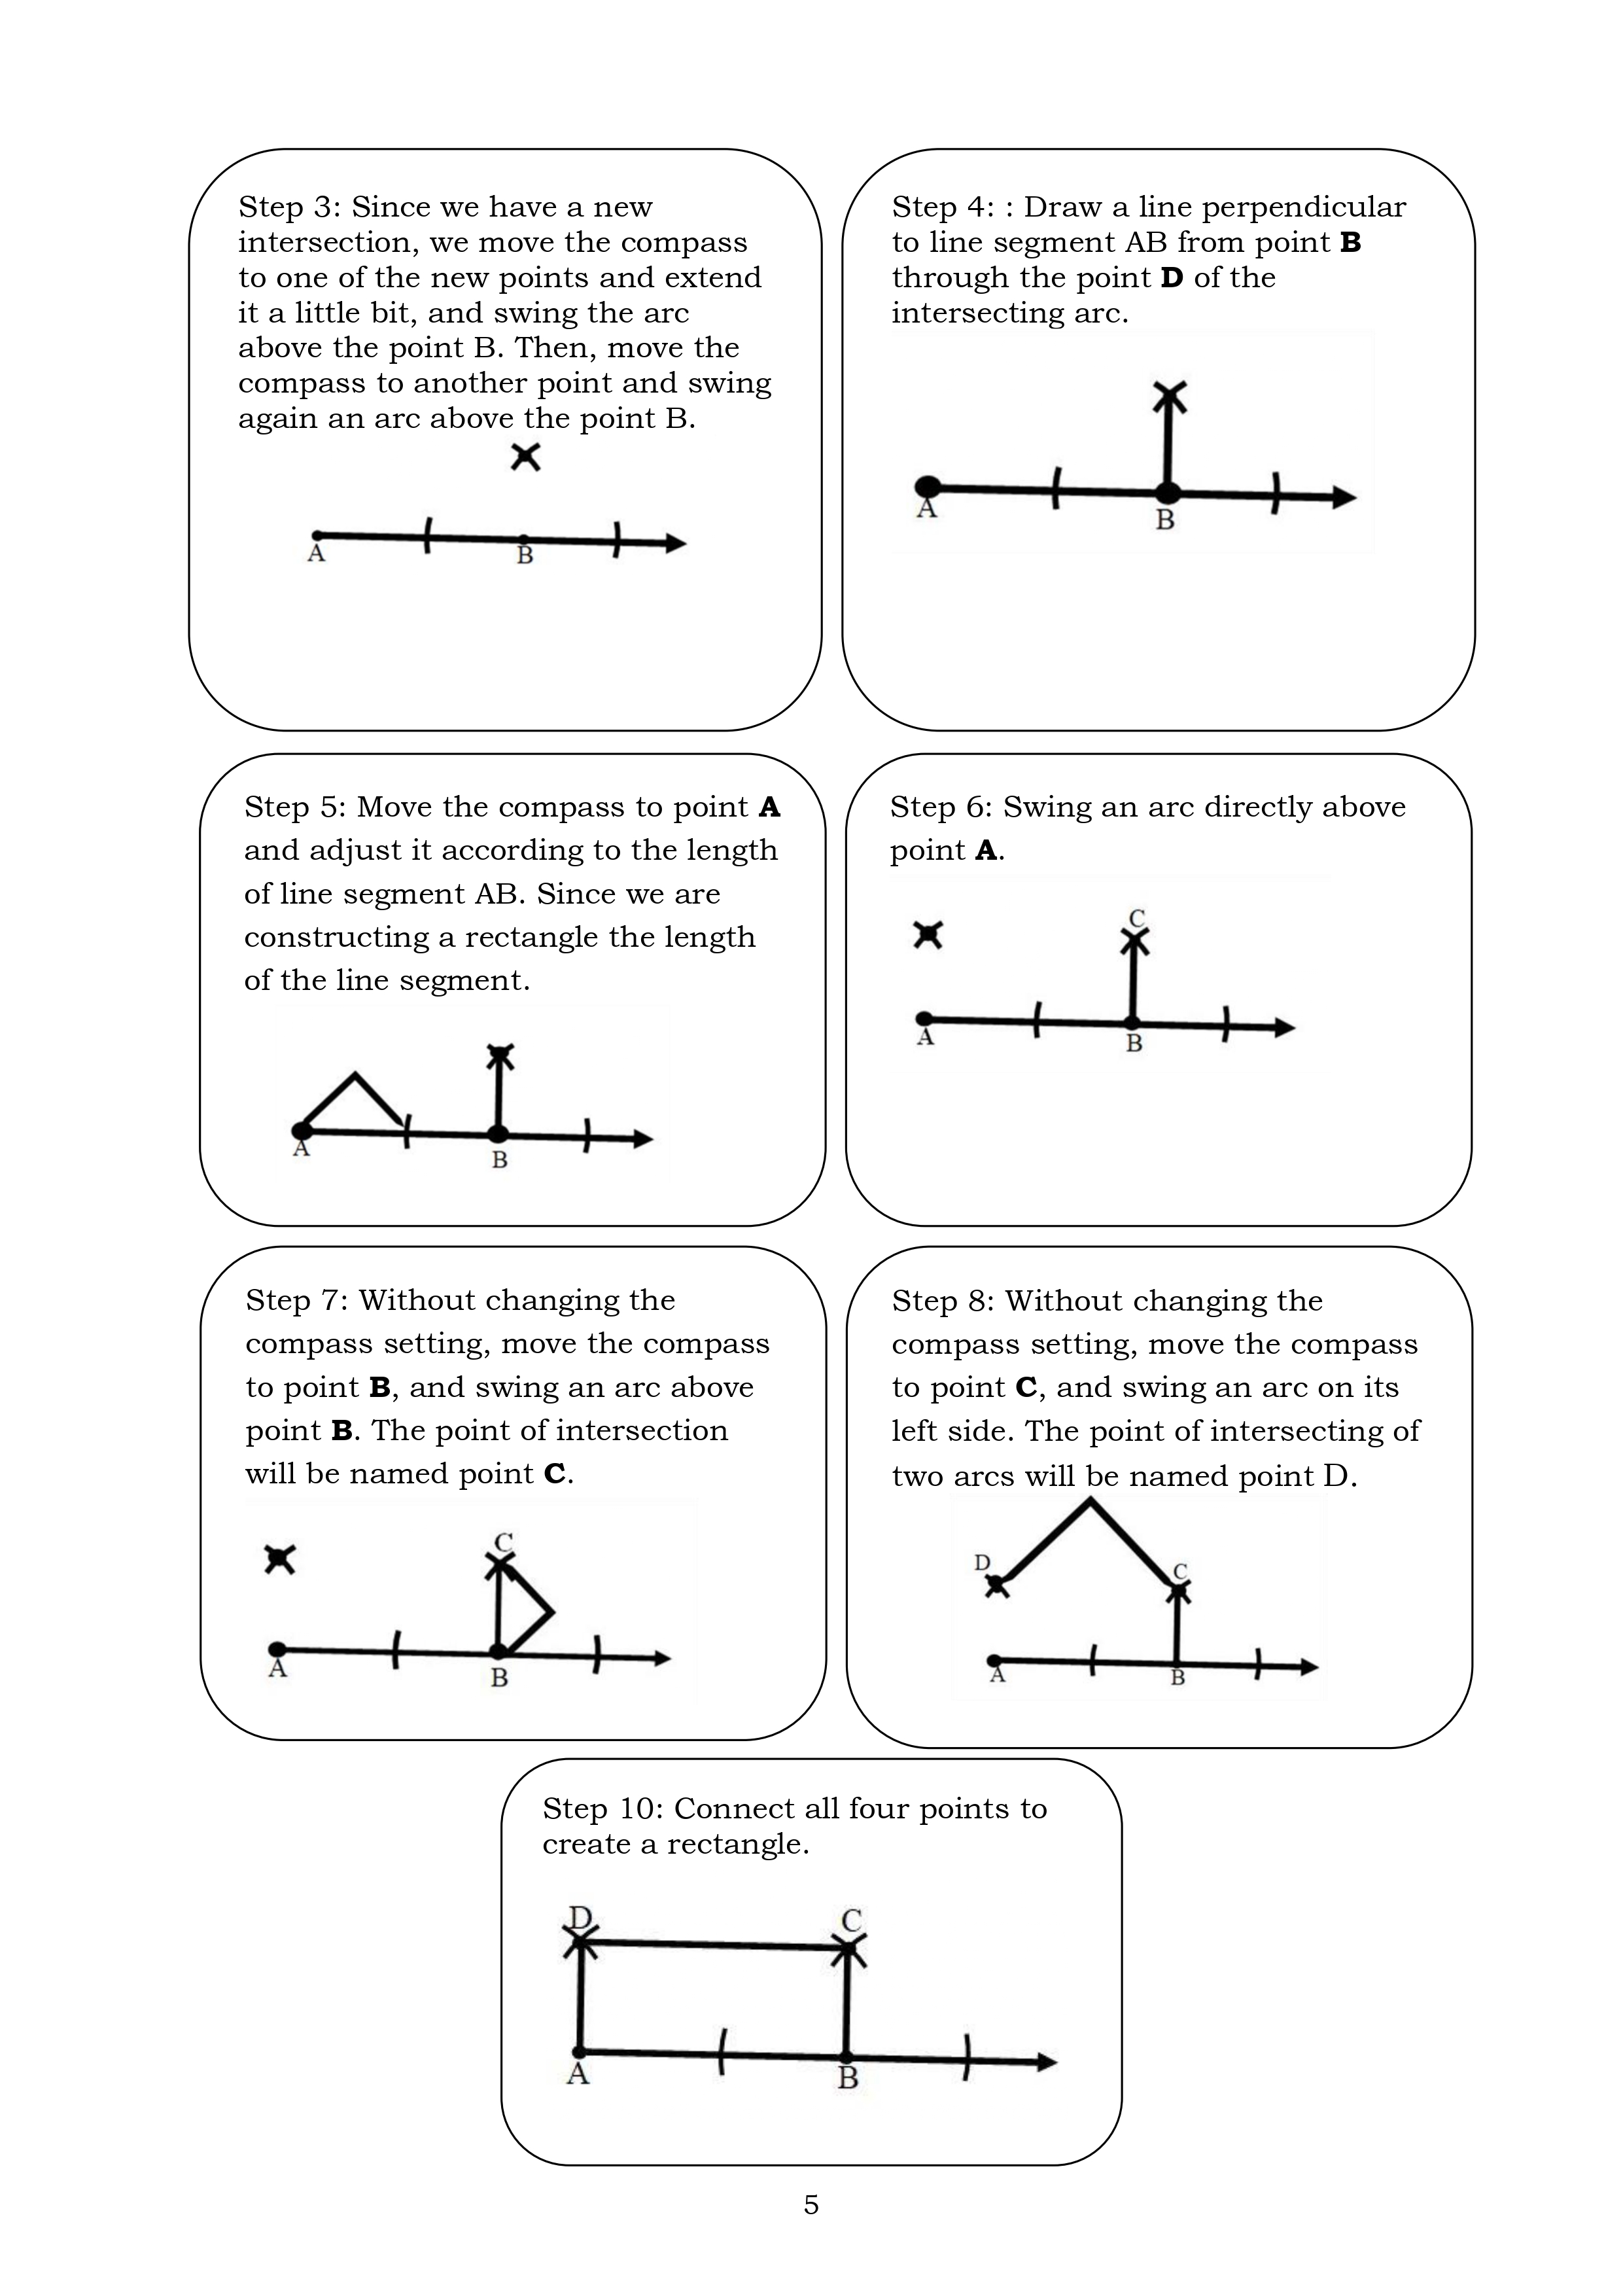 Step 3: Since we have a new
intersection, we move the compass
to one of the new points and extend
it a little bit, and swing the arc
above the point B. Then, move the
compass to another point and swing
again an arc above the point B.
A
B
Step 4: : Draw a line perpendicular
to line segment AB from point B
through the point D of the
intersecting arc.
A
B
Step 5: Move the compass to point A
and adjust it according to the length
of line segment AB. Since we are
constructing a rectangle the length
of the line segment.
A
B
Step 6: Swing an arc directly above
point A.
C
A
B
Step 7: Without changing the
compass setting, move the compass
to point B, and swing an arc above
point B. The point of intersection
will be named point C.
C
A
B
Step 8: Without changing the
compass setting, move the compass
to point C, and swing an arc on its
left side. The point of intersecting of
two arcs will be named point D.
D
C
A
B
Step 10: Connect all four points to
create a rectangle.
D
C
A
B
5